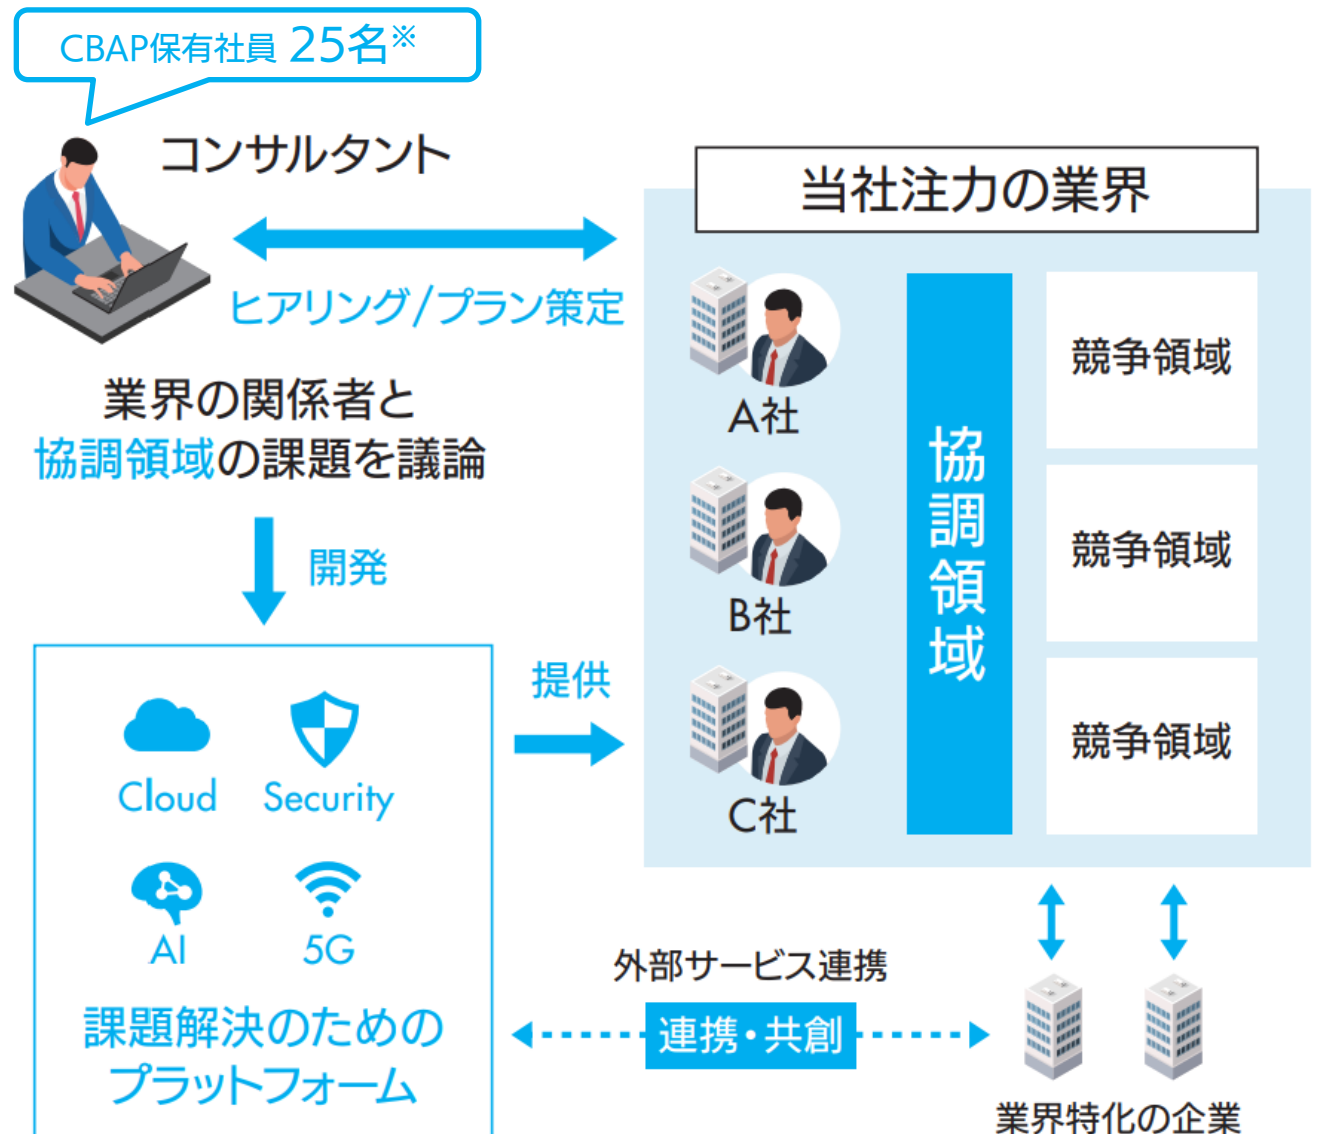 CBAP保有社員 25名※
コンサルタント
ヒアリング/プラン策定
業界の関係者と
協調領域の課題を議論
開発
Cloud
Security
AI
5G
課題解決のための
プラットフォーム
提供
当社注力の業界
A社
B社
C社
協調領域
競争領域
競争領域
競争領域
外部サービス連携
連携・共創
業界特化の企業